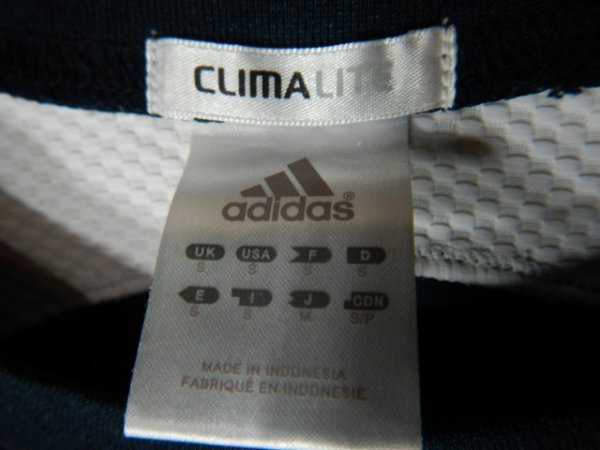 CLIMALITE
adidas®
UK USA F D
S S S S
E I J CDN
S S M S/P
MADE IN INDONESIA
FABRIQUÉ EN INDONESIE